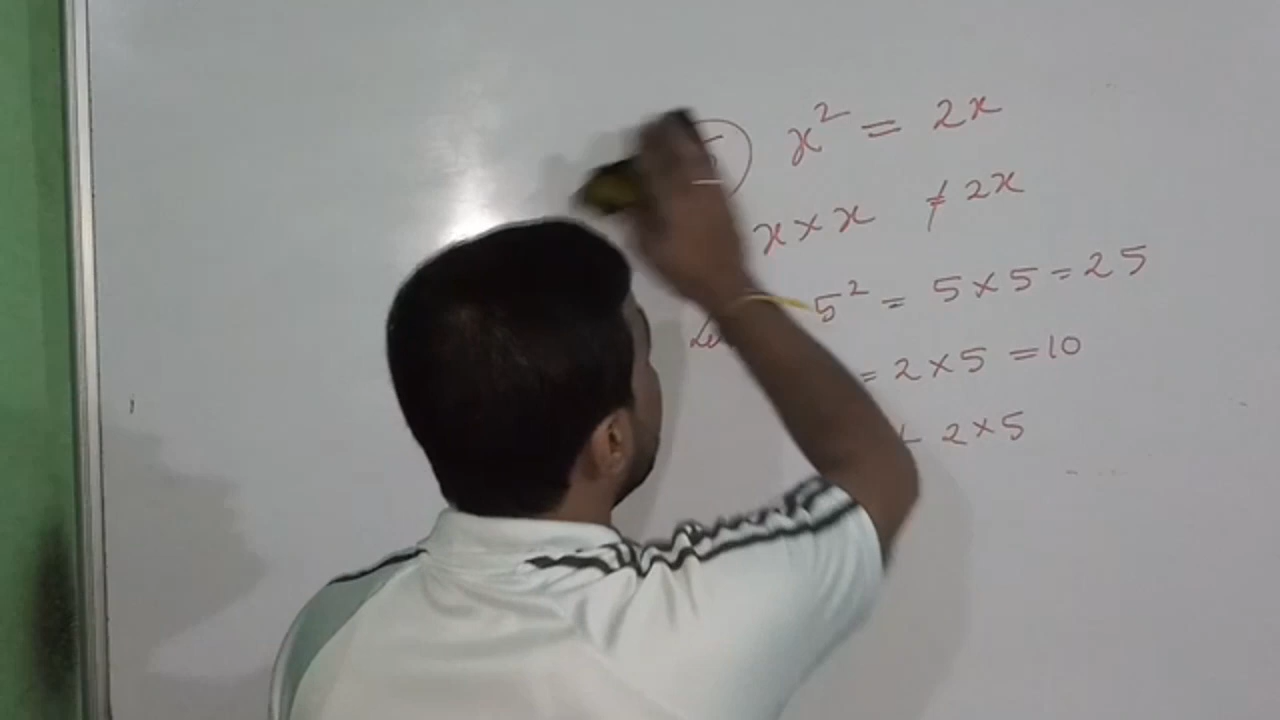 x² = 2x
x × x ≠ 2x
5² = 5 × 5 = 25
= 2 × 5 = 10
2 × 5